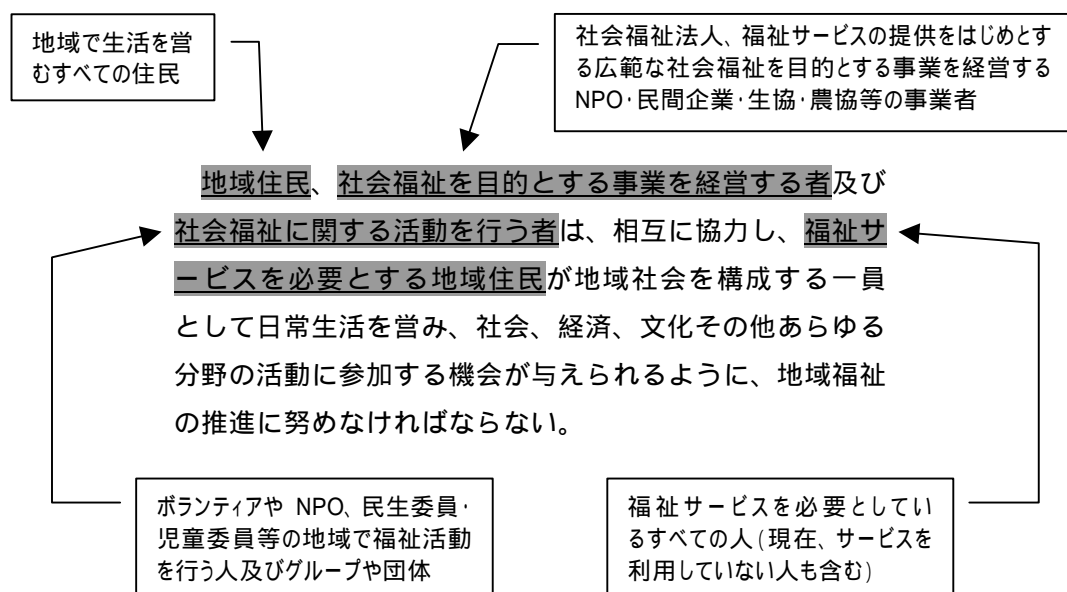 地域で生活を営
むすべての住民
社会福祉法人、福祉サービスの提供をはじめとす
る広範な社会福祉を目的とする事業を経営する
NPO・民間企業・生協・農協等の事業者
地域住民、社会福祉を目的とする事業を経営する者及び
社会福祉に関する活動を行う者は、相互に協力し、福祉サ
ービスを必要とする地域住民が地域社会を構成する一員
として日常生活を営み、社会、経済、文化その他あらゆる
分野の活動に参加する機会が与えられるように、地域福祉
の推進に努めなければならない。
ボランティアや NPO、民生委員・
児童委員等の地域で福祉活動
を行う人及びグループや団体
福祉サービスを必要としてい
るすべての人(現在、サービスを
利用していない人も含む)